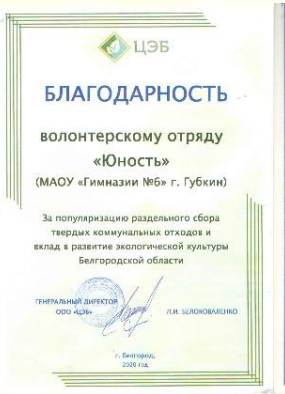 ЦЭБ
БЛАГОДАРНОСТЬ
волонтерскому отряду
«Юность»
(МАОУ «Гимназии №6» г. Губкин)
За популяризацию раздельного сбора
твердых коммунальных отходов и
вклад в развитие экологической культуры
Белгородской области
ГЕНЕРАЛЬНЫЙ ДИРЕКТОР
ООО «ЦЭБ»
Л.И. БЕЛОКОВАЛЕНКО
г. Белгород,
2020 год